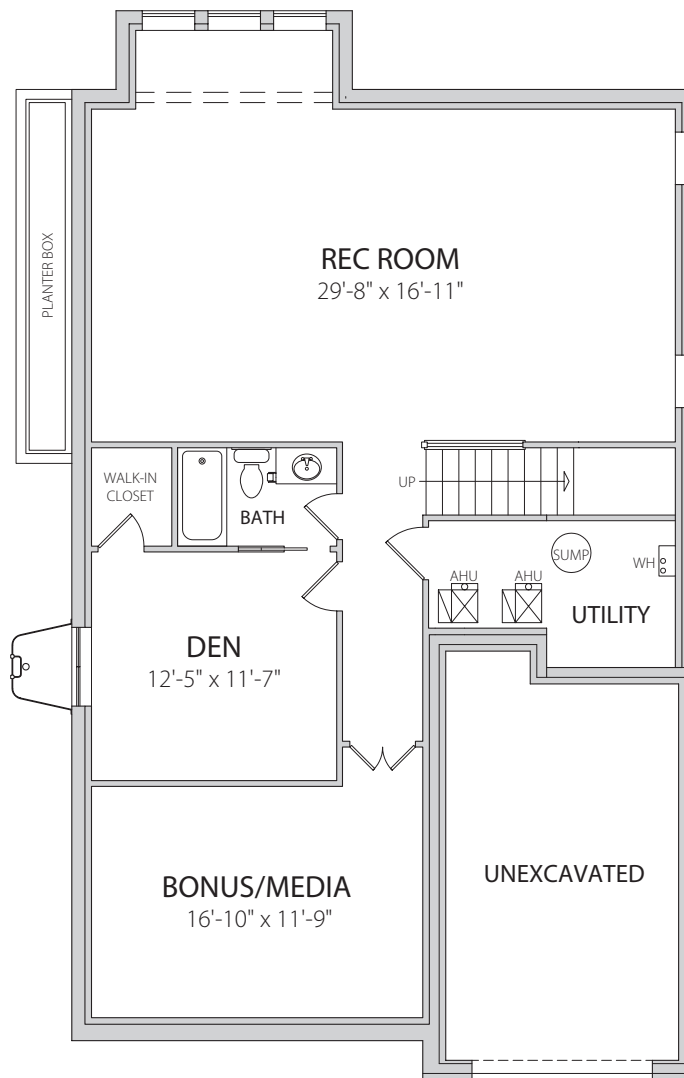 REC ROOM
29'-8" x 16'-11"
PLANTER BOX
WALK-IN
CLOSET
BATH
UP
SUMP
WH
AHU
AHU
UTILITY
DEN
12'-5" x 11'-7"
BONUS/MEDIA
16'-10" x 11'-9"
UNEXCAVATED